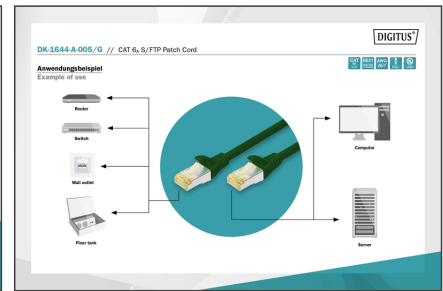 DIGITUS®
DK-1644-A-005/G // CAT 6A S/FTP Patch Cord
Anwendungsbeispiel
Example of use
Router
Switch
Wall outlet
Floor tank
Computer
Server